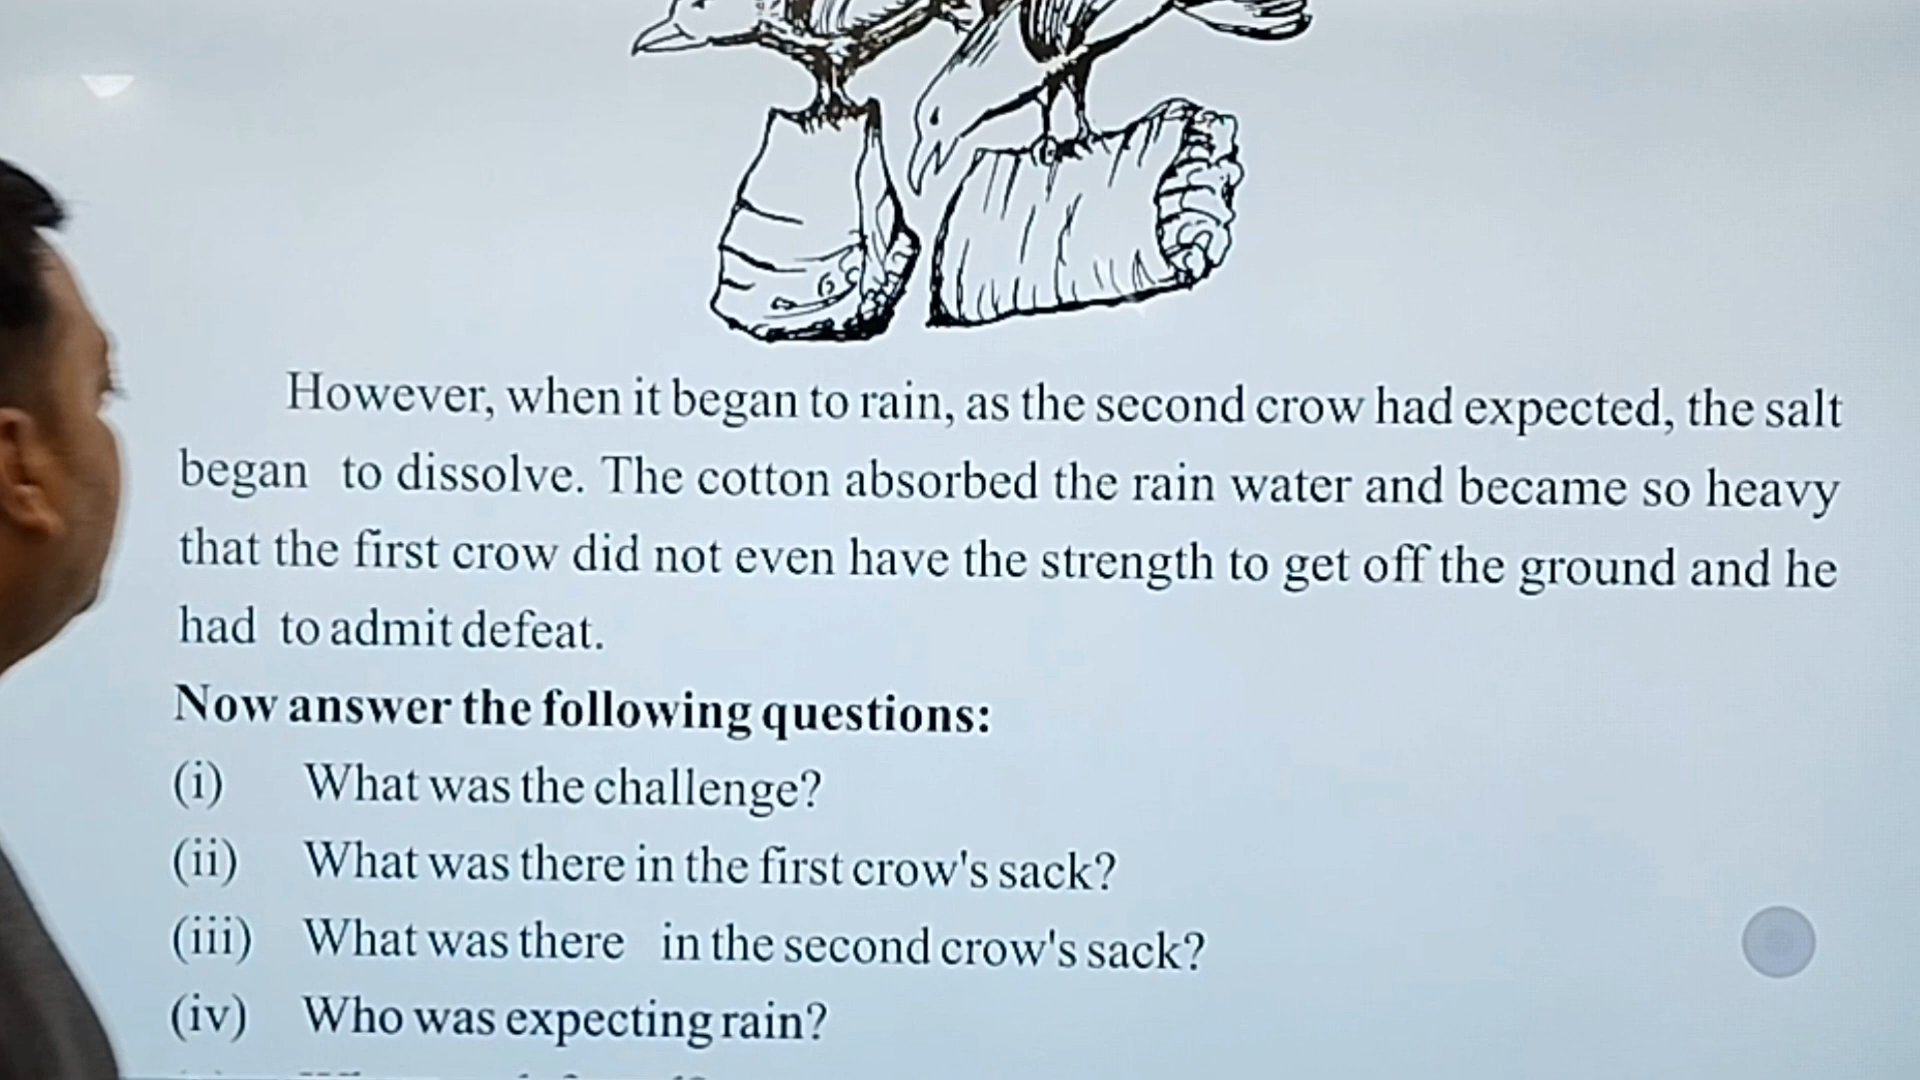 However, when it began to rain, as the second crow had expected, the salt
began to dissolve. The cotton absorbed the rain water and became so heavy
that the first crow did not even have the strength to get off the ground and he
had to admit defeat.
Now answer the following questions:
(i) What was the challenge?
(ii) What was there in the first crow's sack?
(iii) What was there in the second crow's sack?
(iv) Who was expecting rain?